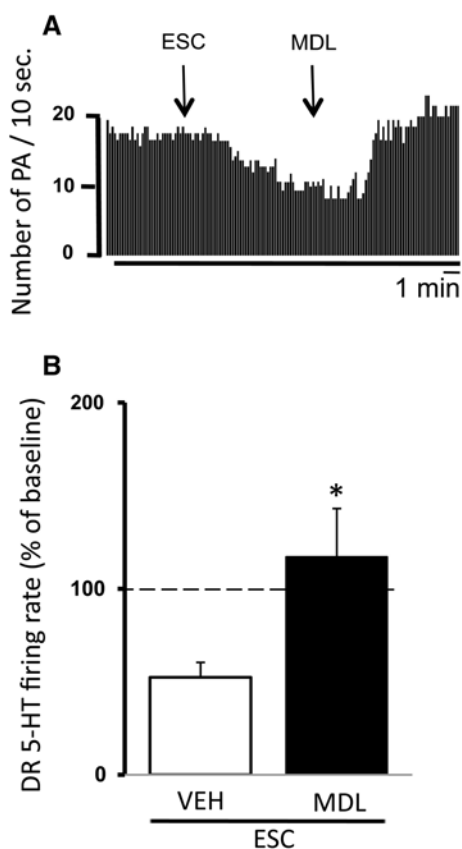 A
ESC
MDL
Number of PA / 10 sec.
20
10
0
1 min
B
DR 5-HT firing rate (% of baseline)
200
100
0
*
VEH
MDL
ESC